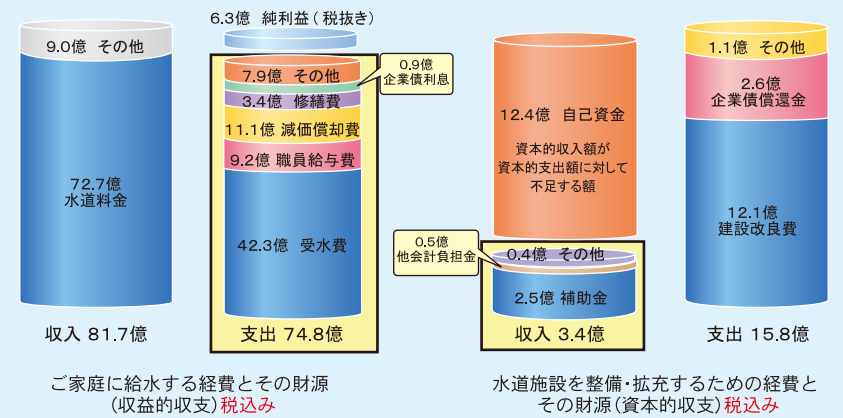 9.0億 その他
72.7億
水道料金
収入 81.7億
6.3億 純利益(税抜き)
7.9億 その他
0.9億
企業債利息
3.4億 修繕費
11.1億 減価償却費
9.2億 職員給与費
42.3億 受水費
支出 74.8億
ご家庭に給水する経費とその財源
(収益的収支)税込み
12.4億 自己資金
資本的収入額が
資本的支出額に対して
不足する額
0.5億
他会計負担金
0.4億 その他
2.5億 補助金
収入 3.4億
1.1億 その他
2.6億
企業債償還金
12.1億
建設改良費
支出 15.8億
水道施設を整備・拡充するための経費と
その財源(資本的収支)税込み